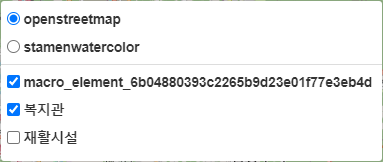 openstreetmap
stamenwatercolor
macro_element_6b04880393c2265b9d23e01f77e3eb4d
복지관
재활시설